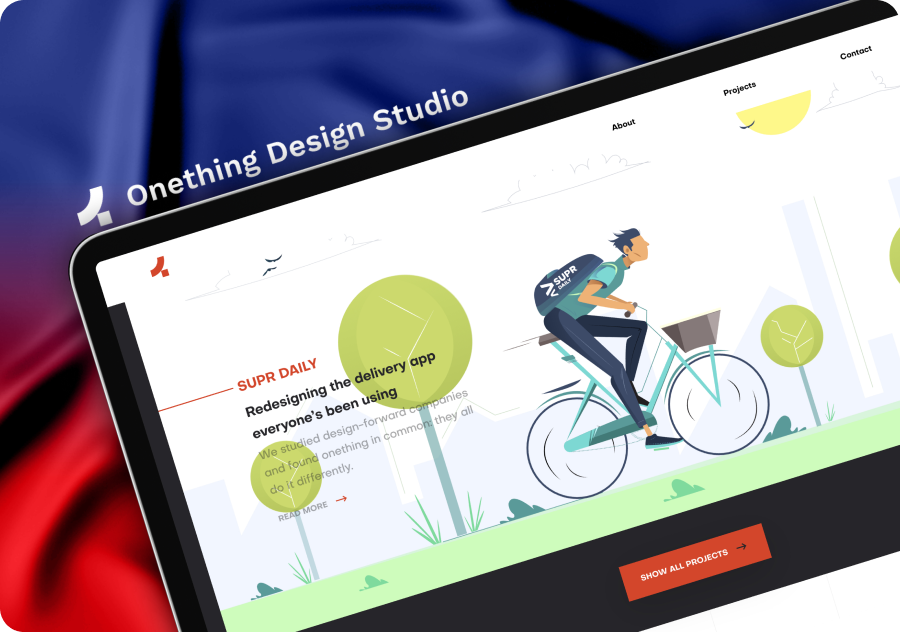 Onething Design Studio
About
Projects
Contact
SUPR
DAILY
SUPR DAILY
Redesigning the delivery app
everyone's been using
We studied design-forward companies
and found onething in common: they all
do it differently.
READ MORE
SHOW ALL PROJECTS